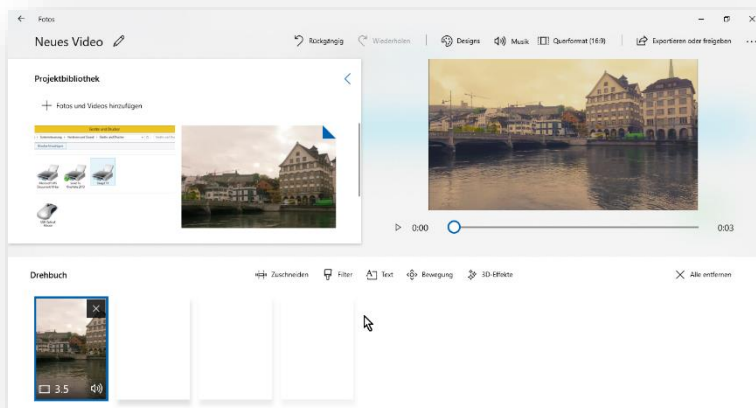 Fotos
Neues Video
Rückgängig
Wiederholen
Designs
Musik
Querformat (16:9)
Exportieren oder freigeben
Projektbibliothek
Fotos und Videos hinzufügen
0:00
0:03
Drehbuch
Zuschneiden
Filter
Text
Bewegung
3D-Effekte
Alle entfernen
3.5